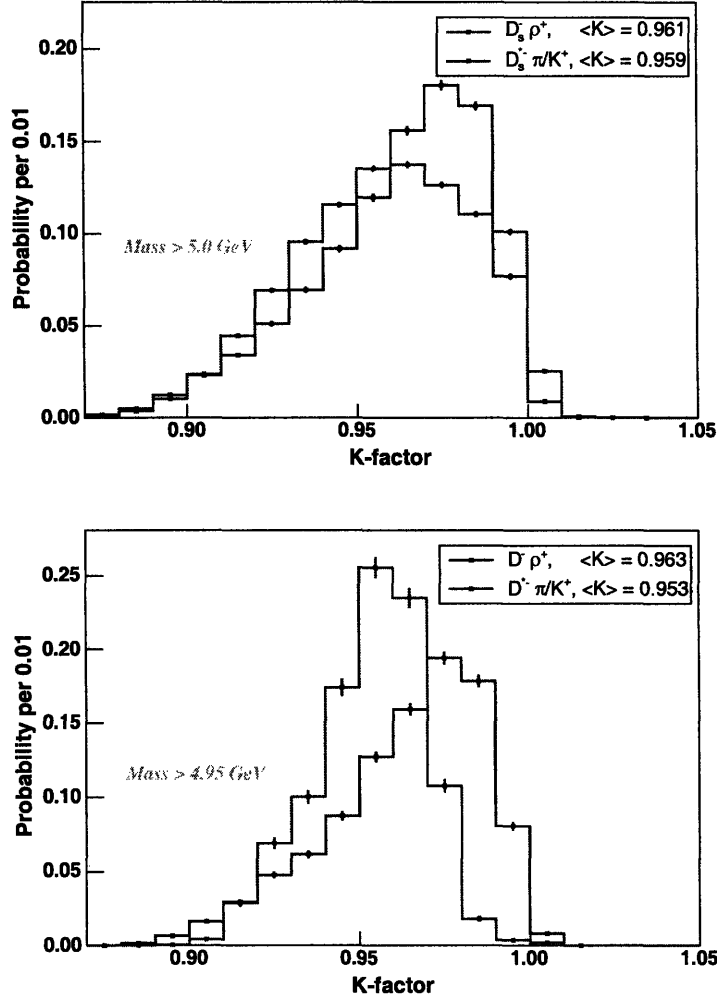 D_s^- ρ^+, <K> = 0.961
D_s^{*-} π/K^+, <K> = 0.959
0.20
0.15
0.10
0.05
0.00
Probability per 0.01
Mass > 5.0 GeV
0.90 0.95 1.00 1.05
K-factor
D^- ρ^+, <K> = 0.963
D^{*-} π/K^+, <K> = 0.953
0.25
0.20
0.15
0.10
0.05
0.00
Probability per 0.01
Mass > 4.95 GeV
0.90 0.95 1.00 1.05
K-factor